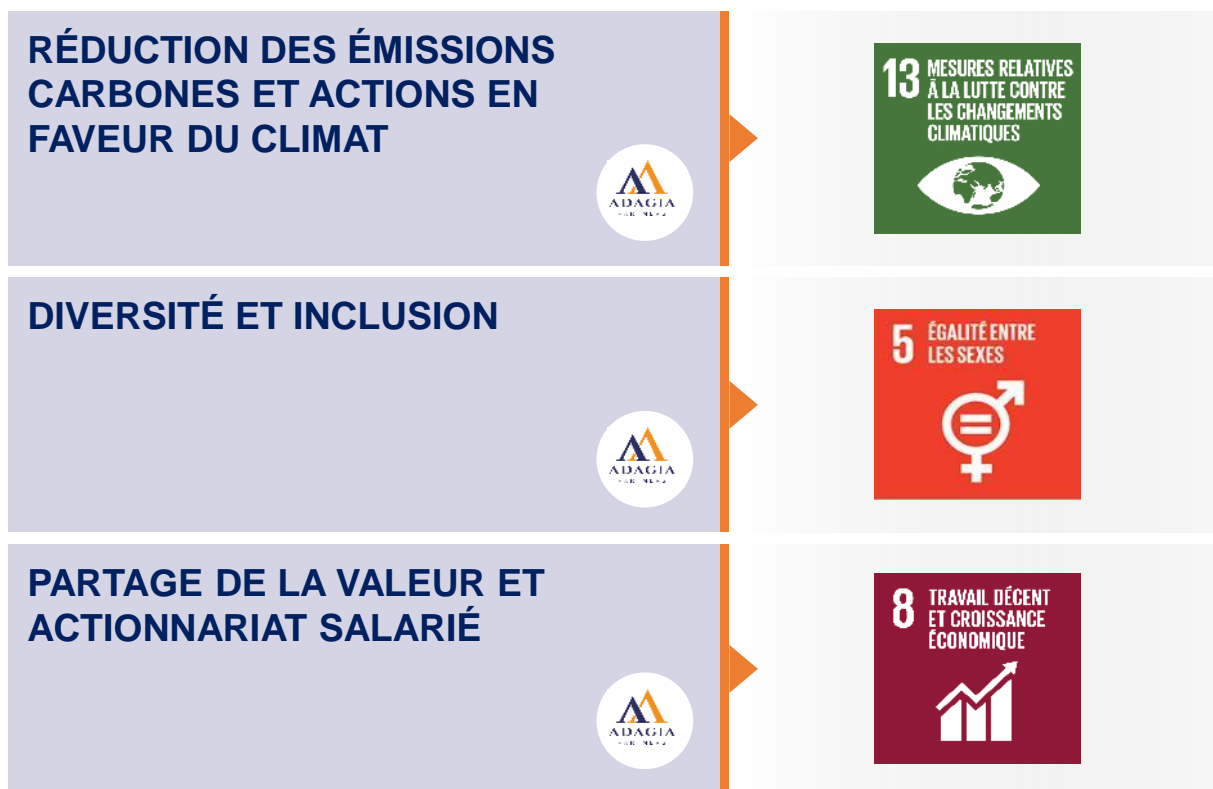 RÉDUCTION DES ÉMISSIONS
CARBONES ET ACTIONS EN
FAVEUR DU CLIMAT
ADAGIA
13 MESURES RELATIVES
À LA LUTTE CONTRE
LES CHANGEMENTS
CLIMATIQUES
DIVERSITÉ ET INCLUSION
ADAGIA
5 ÉGALITÉ ENTRE
LES SEXES
PARTAGE DE LA VALEUR ET
ACTIONNARIAT SALARIÉ
ADAGIA
8 TRAVAIL DÉCENT
ET CROISSANCE
ÉCONOMIQUE